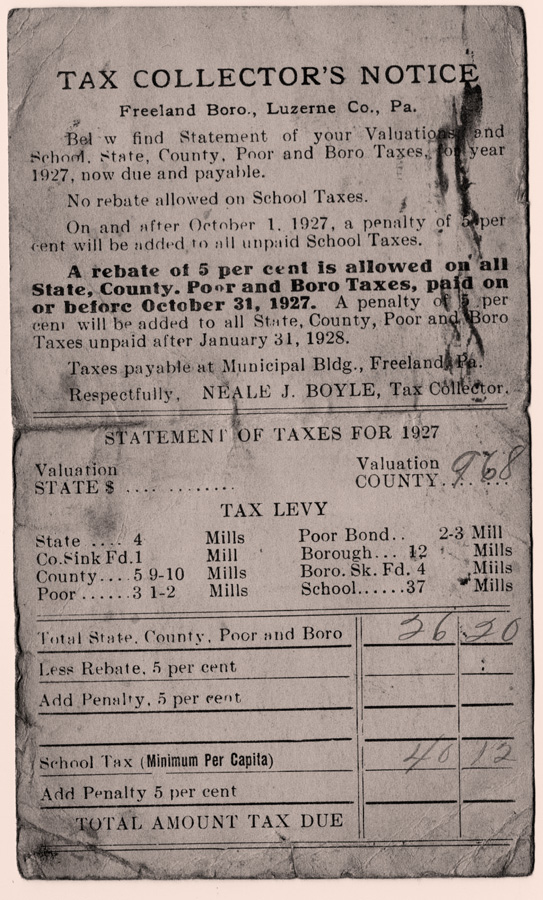 TAX COLLECTOR'S NOTICE
Freeland Boro., Luzerne Co., Pa.
Bel w find Statement of your Valuations and
School, State, County, Poor and Boro Taxes, for year
1927, now due and payable.
No rebate allowed on School Taxes.
On and after October 1, 1927, a penalty of 5 per
cent will be added to all unpaid School Taxes.
A rebate of 5 per cent is allowed on all
State, County. Poor and Boro Taxes, paid on
or before October 31, 1927. A penalty of 5 per
cent will be added to all State, County, Poor and Boro
Taxes unpaid after January 31, 1928.
Taxes payable at Municipal Bldg., Freeland, Pa.
Respectfully, NEALE J. BOYLE, Tax Collector.
STATEMENT OF TAXES FOR 1927
Valuation Valuation
STATE $ .... ........ COUNTY....... 968
TAX LEVY
State .... 4 Mills Poor Bond.. 2-3 Mill
Co.Sink Fd.1 Mill Borough... 12 Mills
County....5 9-10 Mills Boro. Sk. Fd. 4 Mills
Poor ......3 1-2 Mills School......37 Mills
Total State, County, Poor and Boro 26 20
Less Rebate, 5 per cent
Add Penalty, 5 per cent
School Tax (Minimum Per Capita) 40 12
Add Penalty 5 per cent
TOTAL AMOUNT TAX DUE